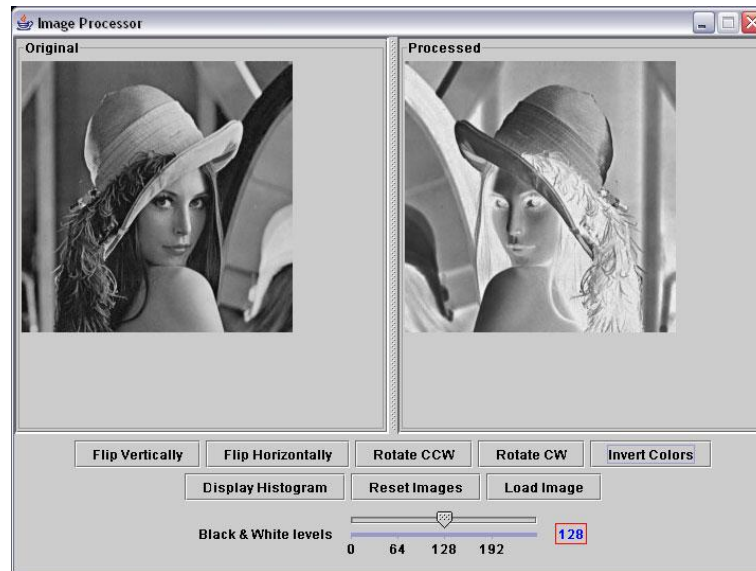 Image Processor
Original
Processed
Flip Vertically Flip Horizontally Rotate CCW Rotate CW Invert Colors
Display Histogram Reset Images Load Image
Black & White levels 128
0 64 128 192